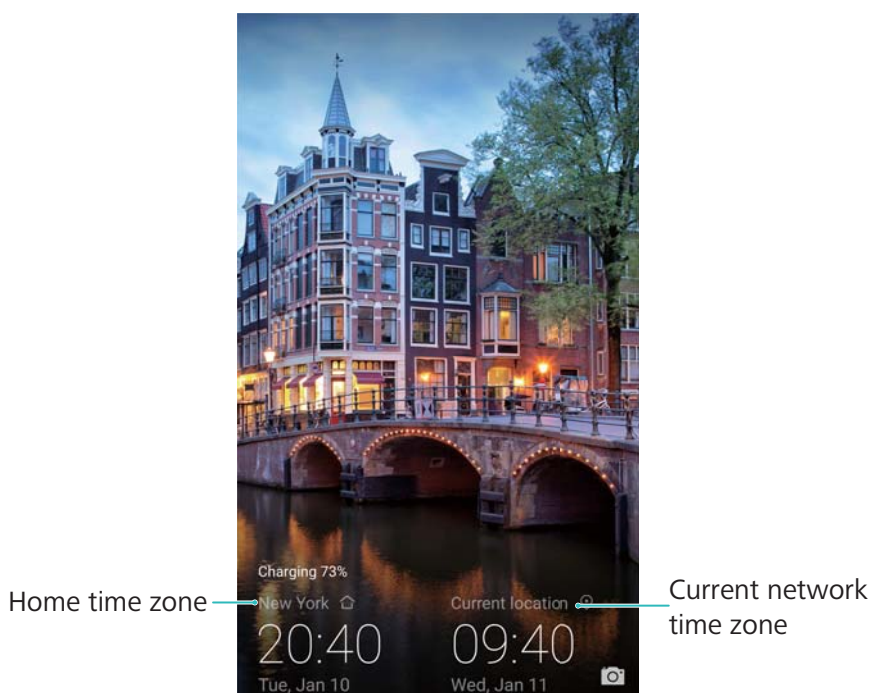 Charging 73%
Home time zone
New York
Current location
Current network
time zone
20:40
09:40
Tue, Jan 10
Wed, Jan 11